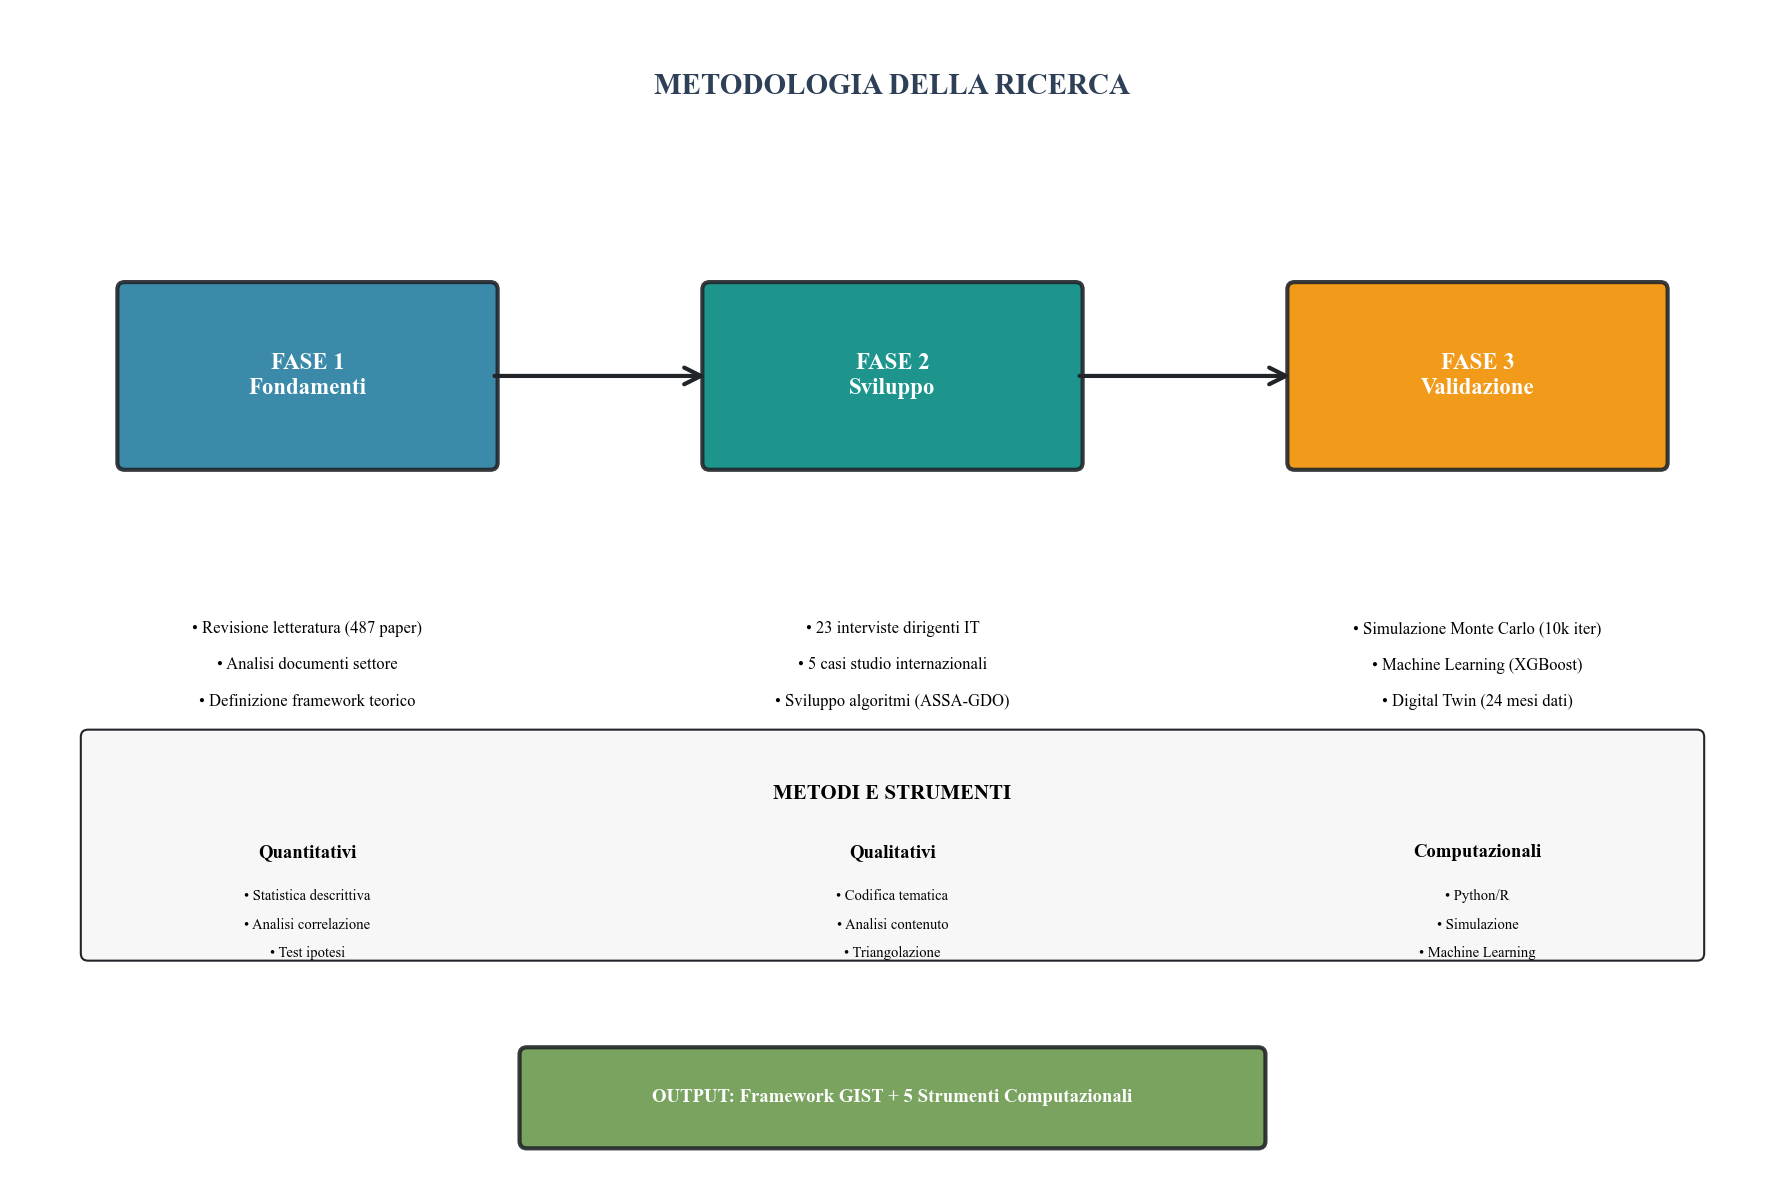 METODOLOGIA DELLA RICERCA
FASE 1
Fondamenti
FASE 2
Sviluppo
FASE 3
Validazione
• Revisione letteratura (487 paper)
• Analisi documenti settore
• Definizione framework teorico
• 23 interviste dirigenti IT
• 5 casi studio internazionali
• Sviluppo algoritmi (ASSA-GDO)
• Simulazione Monte Carlo (10k iter)
• Machine Learning (XGBoost)
• Digital Twin (24 mesi dati)
METODI E STRUMENTI
Quantitativi
• Statistica descrittiva
• Analisi correlazione
• Test ipotesi
Qualitativi
• Codifica tematica
• Analisi contenuto
• Triangolazione
Computazionali
• Python/R
• Simulazione
• Machine Learning
OUTPUT: Framework GIST + 5 Strumenti Computazionali